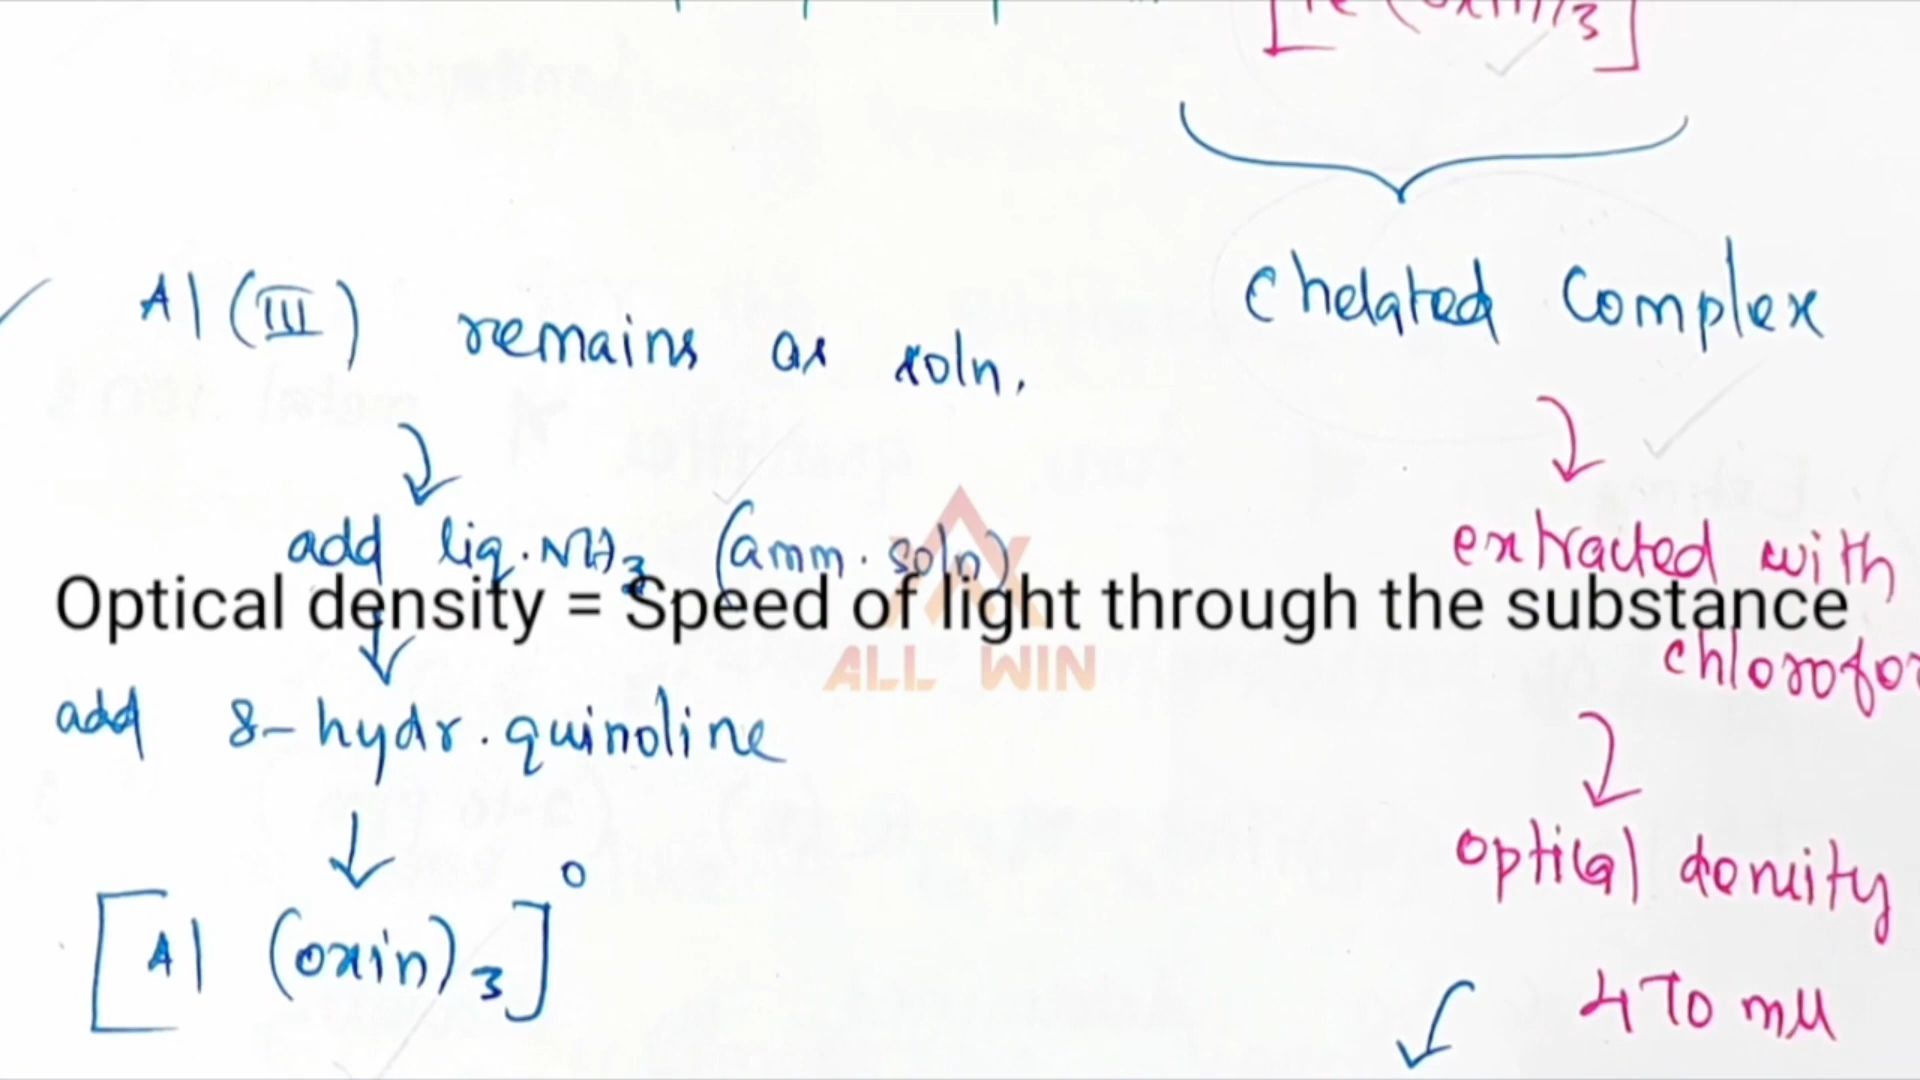 [Fe (oxin)3]
Al (III) remains as soln.
Chelated Complex
add liq. NH3 (amm. soln)
extracted with
Optical density = Speed of light through the substance
chlorofor
ALL WIN
add 8-hydr. quinoline
optical density
[Al (oxin)3]0
470 mμ